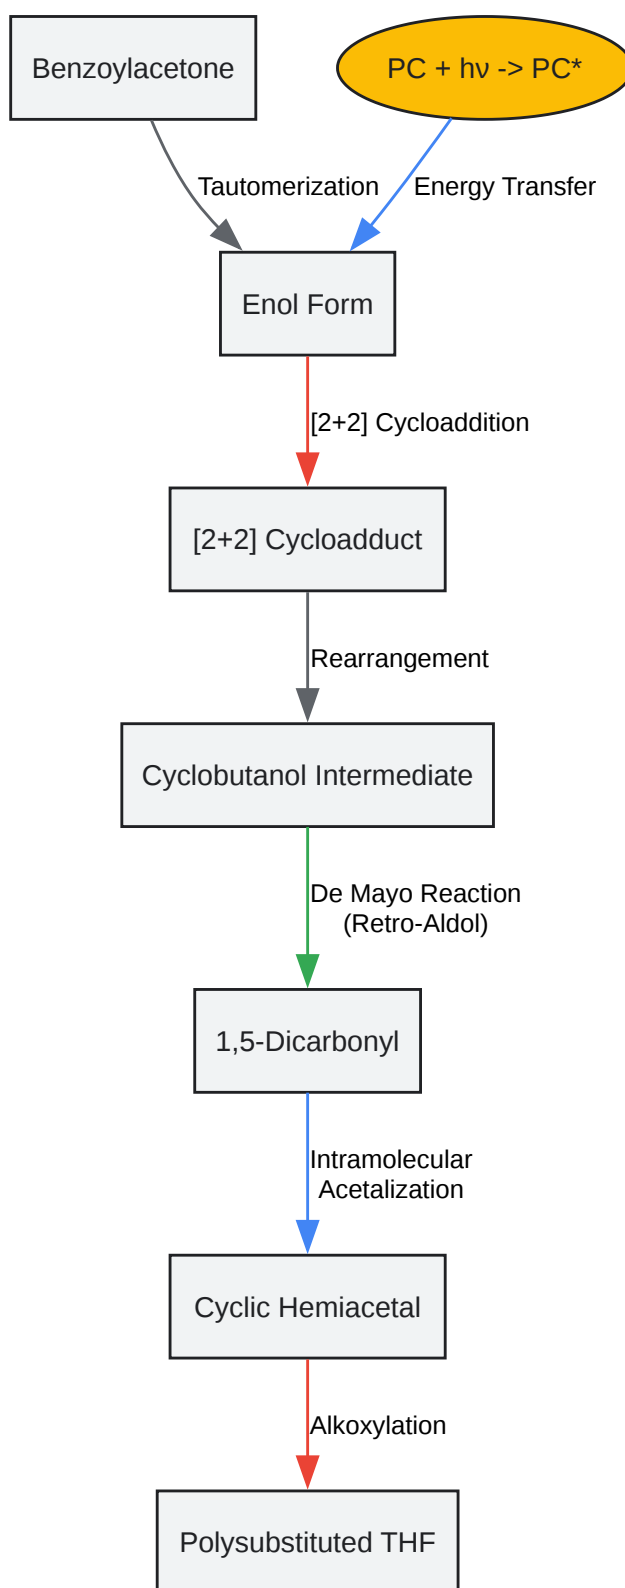 Benzoylacetone
PC + hν -> PC*
Tautomerization
Energy Transfer
Enol Form
[2+2] Cycloaddition
[2+2] Cycloadduct
Rearrangement
Cyclobutanol Intermediate
De Mayo Reaction
(Retro-Aldol)
1,5-Dicarbonyl
Intramolecular
Acetalization
Cyclic Hemiacetal
Alkoxylation
Polysubstituted THF